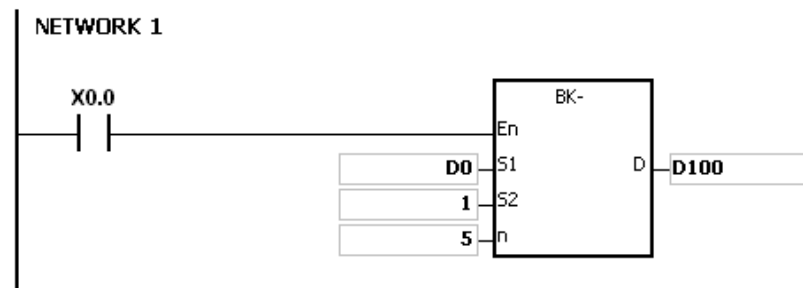 NETWORK 1
X0.0
BK-
En
D0 S1 D D100
1 S2
5 n